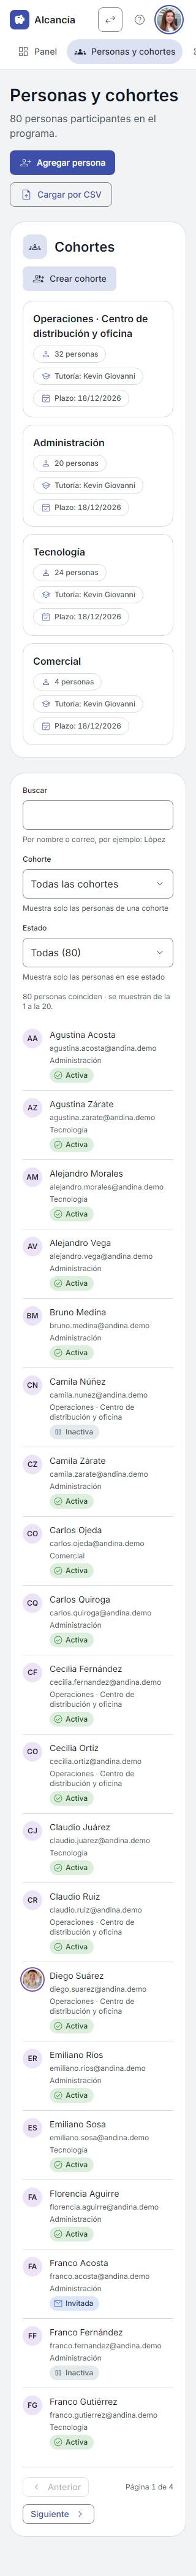 Alcancía
Panel
Personas y cohortes
Personas y cohortes
80 personas participantes en el
programa.
Agregar persona
Cargar por CSV
Cohortes
Crear cohorte
Operaciones · Centro de
distribución y oficina
32 personas
Tutoría: Kevin Giovanni
Plazo: 18/12/2026
Administración
20 personas
Tutoría: Kevin Giovanni
Plazo: 18/12/2026
Tecnología
24 personas
Tutoría: Kevin Giovanni
Plazo: 18/12/2026
Comercial
4 personas
Tutoría: Kevin Giovanni
Plazo: 18/12/2026
Buscar
Por nombre o correo, por ejemplo: López
Cohorte
Todas las cohortes
Muestra solo las personas de una cohorte
Estado
Todas (80)
Muestra solo las personas en ese estado
80 personas coinciden · se muestran de la
1 a la 20.
AA
Agustina Acosta
agustina.acosta@andina.demo
Administración
Activa
AZ
Agustina Zárate
agustina.zarate@andina.demo
Tecnología
Activa
AM
Alejandro Morales
alejandro.morales@andina.demo
Tecnología
Activa
AV
Alejandro Vega
alejandro.vega@andina.demo
Administración
Activa
BM
Bruno Medina
bruno.medina@andina.demo
Administración
Activa
CN
Camila Núñez
camila.nunez@andina.demo
Operaciones · Centro de
distribución y oficina
Inactiva
CZ
Camila Zárate
camila.zarate@andina.demo
Administración
Activa
CO
Carlos Ojeda
carlos.ojeda@andina.demo
Comercial
Activa
CQ
Carlos Quiroga
carlos.quiroga@andina.demo
Administración
Activa
CF
Cecilia Fernández
cecilia.fernandez@andina.demo
Operaciones · Centro de
distribución y oficina
Activa
CO
Cecilia Ortiz
cecilia.ortiz@andina.demo
Operaciones · Centro de
distribución y oficina
Activa
CJ
Claudio Juárez
claudio.juarez@andina.demo
Tecnología
Activa
CR
Claudio Ruiz
claudio.ruiz@andina.demo
Operaciones · Centro de
distribución y oficina
Activa
Diego Suárez
diego.suarez@andina.demo
Operaciones · Centro de
distribución y oficina
Activa
ER
Emiliano Ríos
emiliano.rios@andina.demo
Administración
Activa
ES
Emiliano Sosa
emiliano.sosa@andina.demo
Tecnología
Activa
FA
Florencia Aguirre
florencia.aguirre@andina.demo
Administración
Activa
FA
Franco Acosta
franco.acosta@andina.demo
Administración
Invitada
FF
Franco Fernández
franco.fernandez@andina.demo
Administración
Inactiva
FG
Franco Gutiérrez
franco.gutierrez@andina.demo
Tecnología
Activa
Anterior
Página 1 de 4
Siguiente